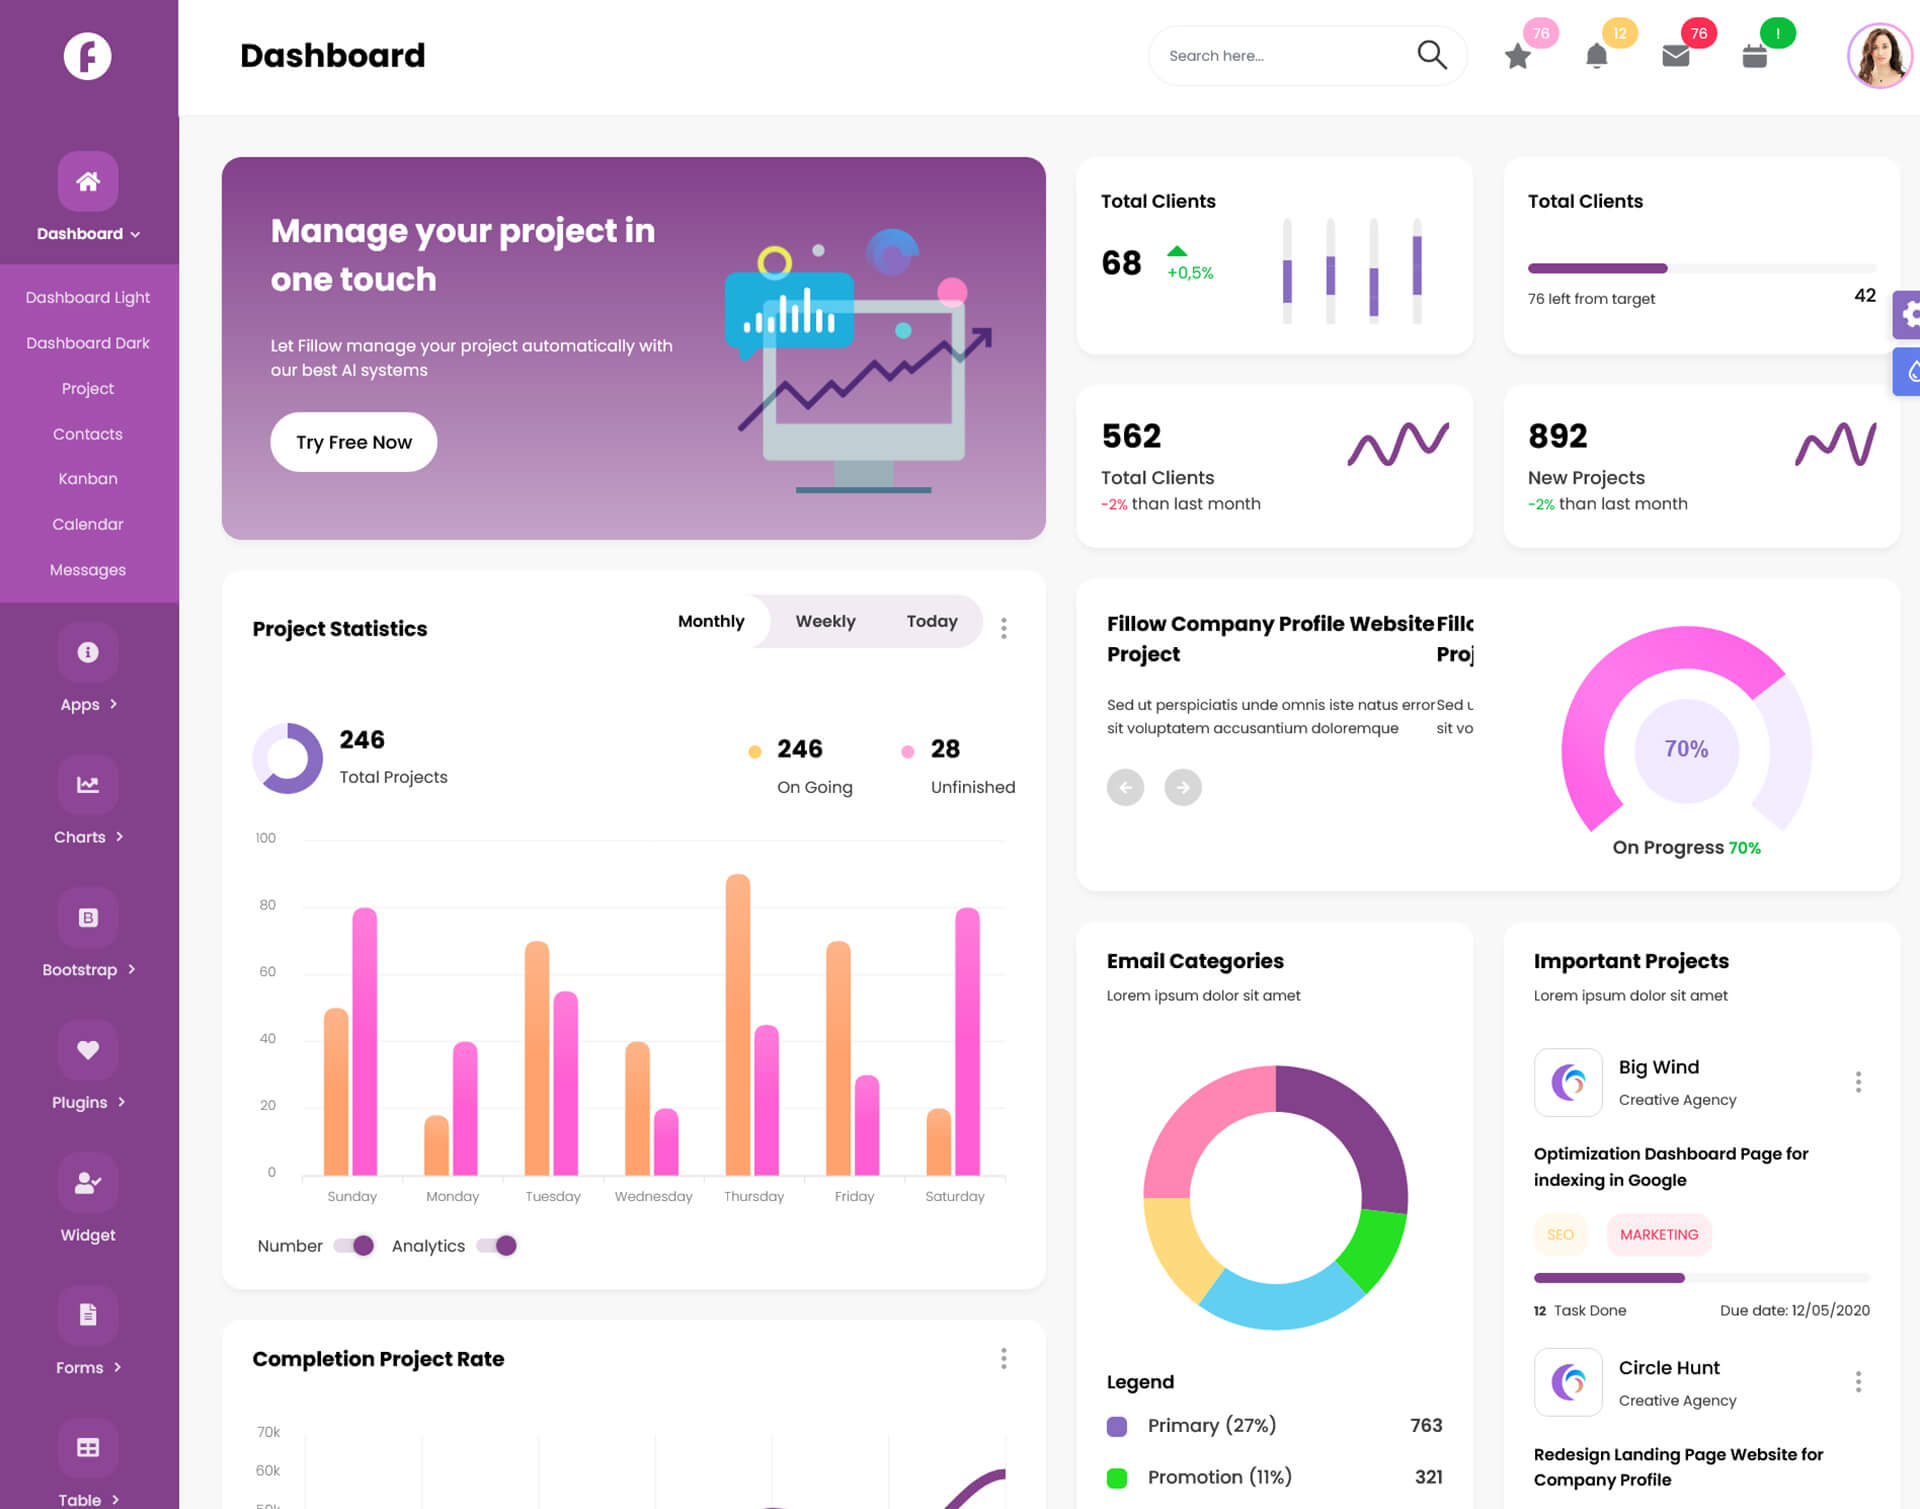 Dashboard
Search here...
76
12
76
!
Dashboard
Dashboard Light
Dashboard Dark
Project
Contacts
Kanban
Calendar
Messages
Apps
Charts
B
Bootstrap
Plugins
Widget
Forms
Table
Manage your project in
one touch
Let Fillow manage your project automatically with
our best AI systems
Try Free Now
Total Clients
68
+0,5%
Total Clients
76 left from target
42
562
Total Clients
-2% than last month
892
New Projects
-2% than last month
Project Statistics
Monthly
Weekly
Today
246
Total Projects
246
On Going
28
Unfinished
100
80
60
40
20
0
Sunday
Monday
Tuesday
Wednesday
Thursday
Friday
Saturday
Number
Analytics
Fillow Company Profile Website
Project
Sed ut perspiciatis unde omnis iste natus error
sit voluptatem accusantium doloremque
Sed u
sit vo
70%
On Progress 70%
Email Categories
Lorem ipsum dolor sit amet
Legend
Primary (27%)
763
Promotion (11%)
321
Important Projects
Lorem ipsum dolor sit amet
Big Wind
Creative Agency
Optimization Dashboard Page for
indexing in Google
SEO
MARKETING
12 Task Done
Due date: 12/05/2020
Circle Hunt
Creative Agency
Redesign Landing Page Website for
Company Profile
Completion Project Rate
70k
60k